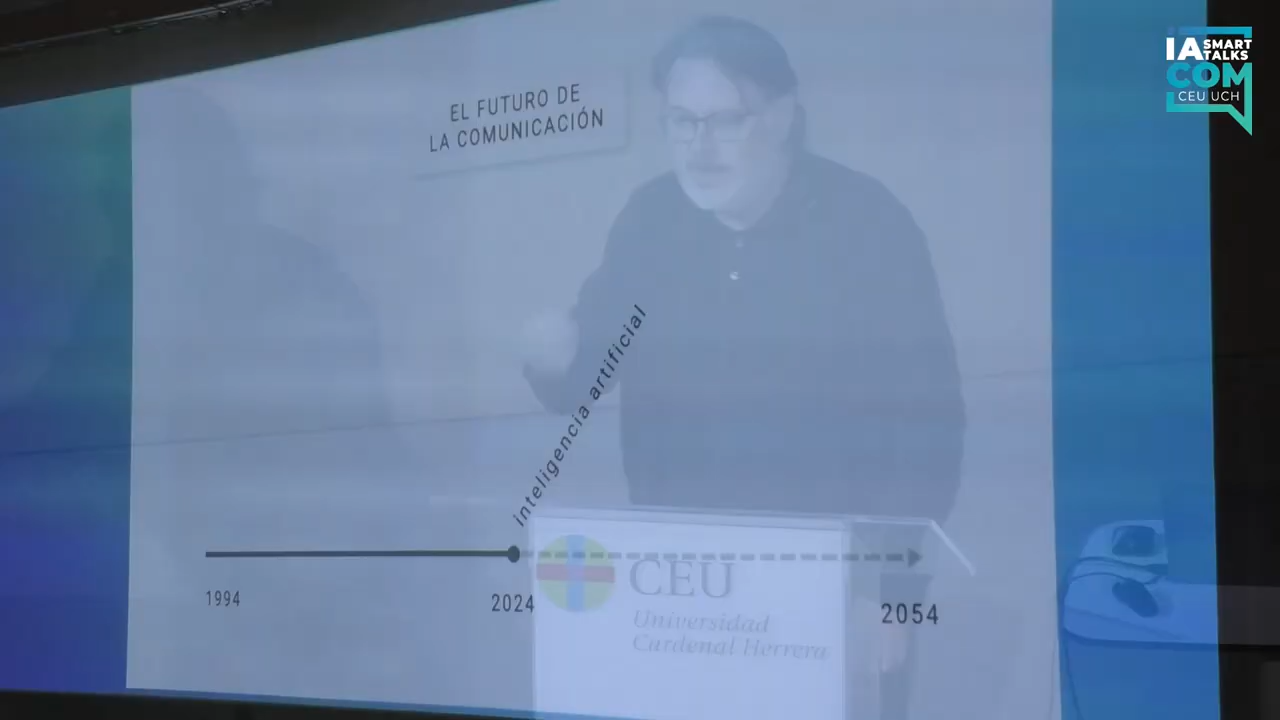 EL FUTURO DE
LA COMUNICACIÓN
IA SMART TALKS
COM
CEU UCH
inteligencia artificial
1994
2024
2054
CEU
Universidad
Cardenal Herrera